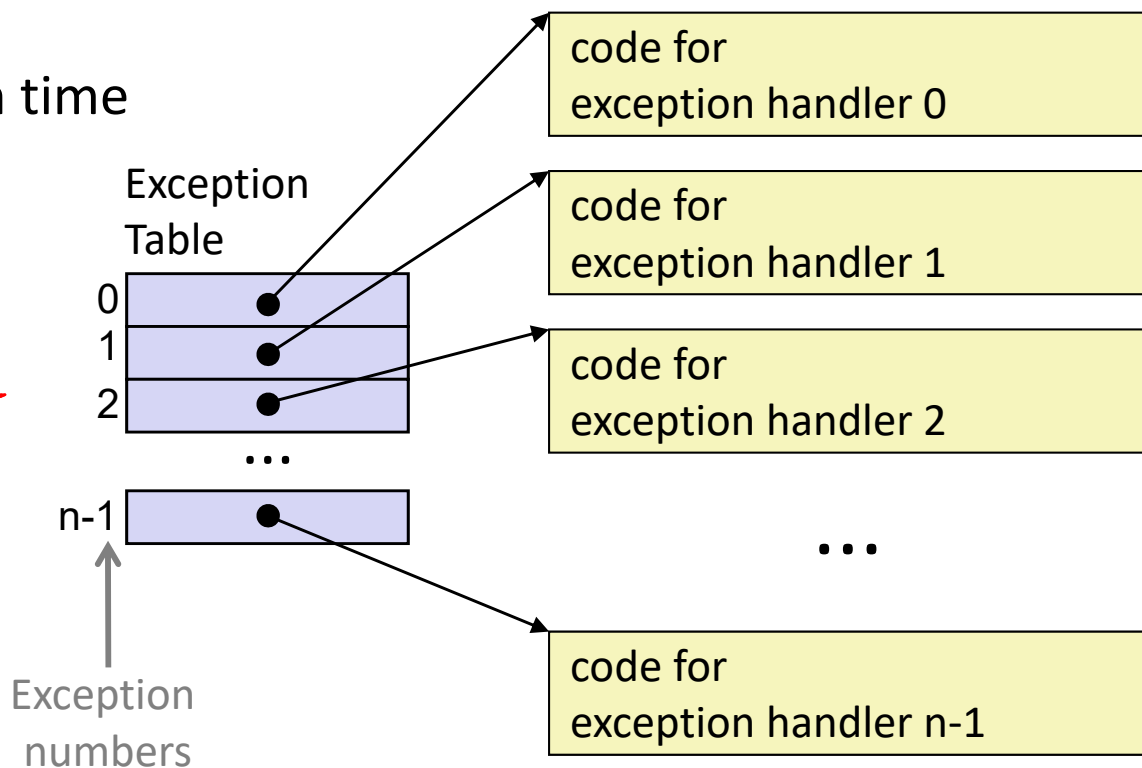 time
Exception
Table
0
1
2
...
n-1
Exception
numbers
code for
exception handler 0
code for
exception handler 1
code for
exception handler 2
...
code for
exception handler n-1